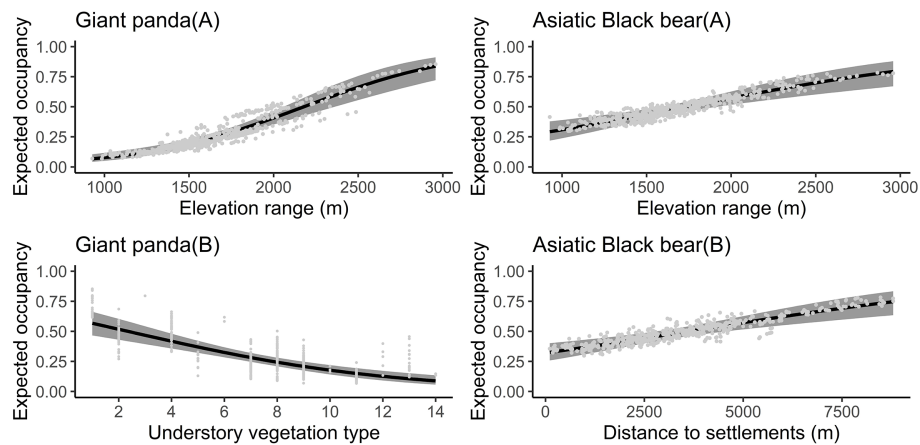 Giant panda(A)
Expected occupancy
1.00
0.75
0.50
0.25
0.00
1000 1500 2000 2500 3000
Elevation range (m)
Asiatic Black bear(A)
Expected occupancy
1.00
0.75
0.50
0.25
0.00
1000 1500 2000 2500 3000
Elevation range (m)
Giant panda(B)
Expected occupancy
1.00
0.75
0.50
0.25
0.00
2 4 6 8 10 12 14
Understory vegetation type
Asiatic Black bear(B)
Expected occupancy
1.00
0.75
0.50
0.25
0.00
0 2500 5000 7500
Distance to settlements (m)